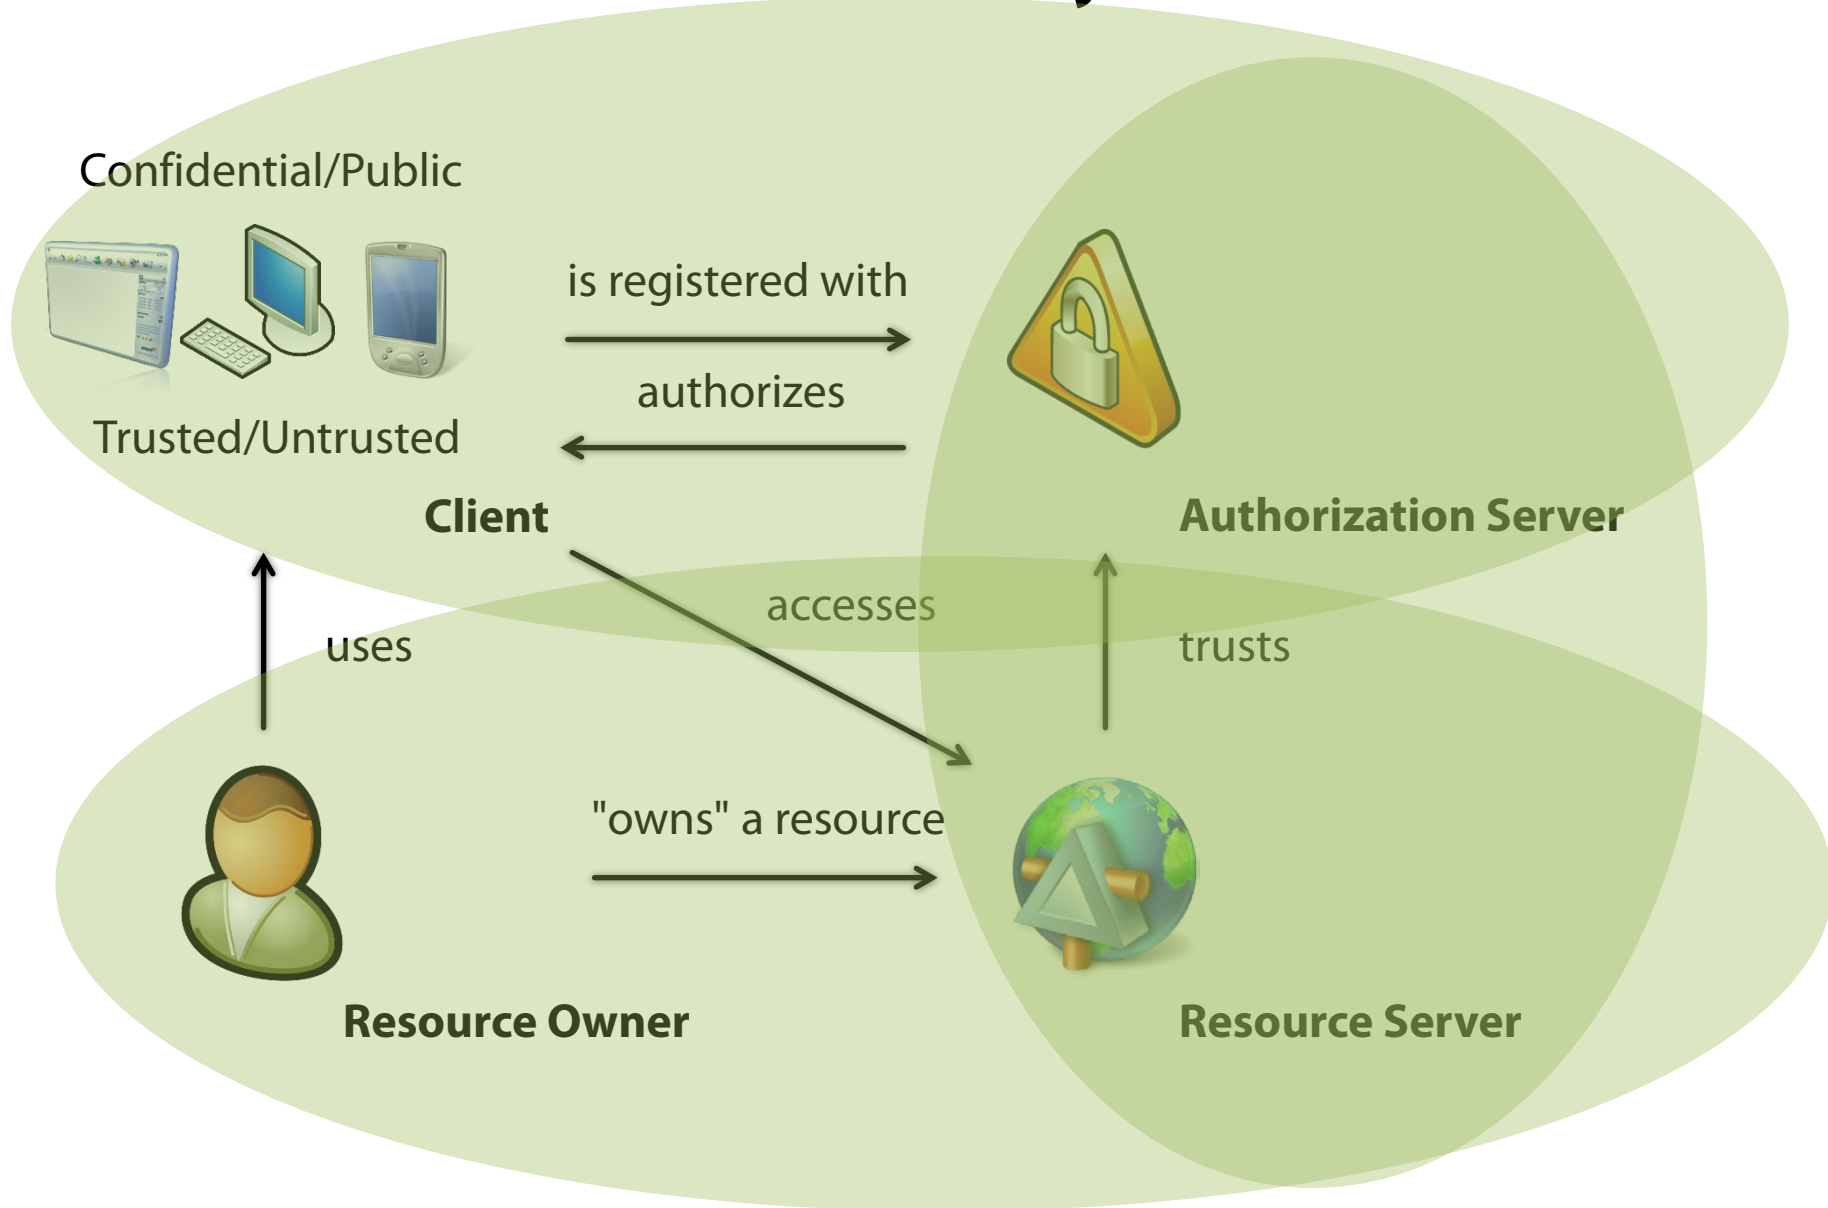 Confidential/Public
is registered with
authorizes
Trusted/Untrusted
Client
Authorization Server
accesses
uses
trusts
"owns" a resource
Resource Owner
Resource Server